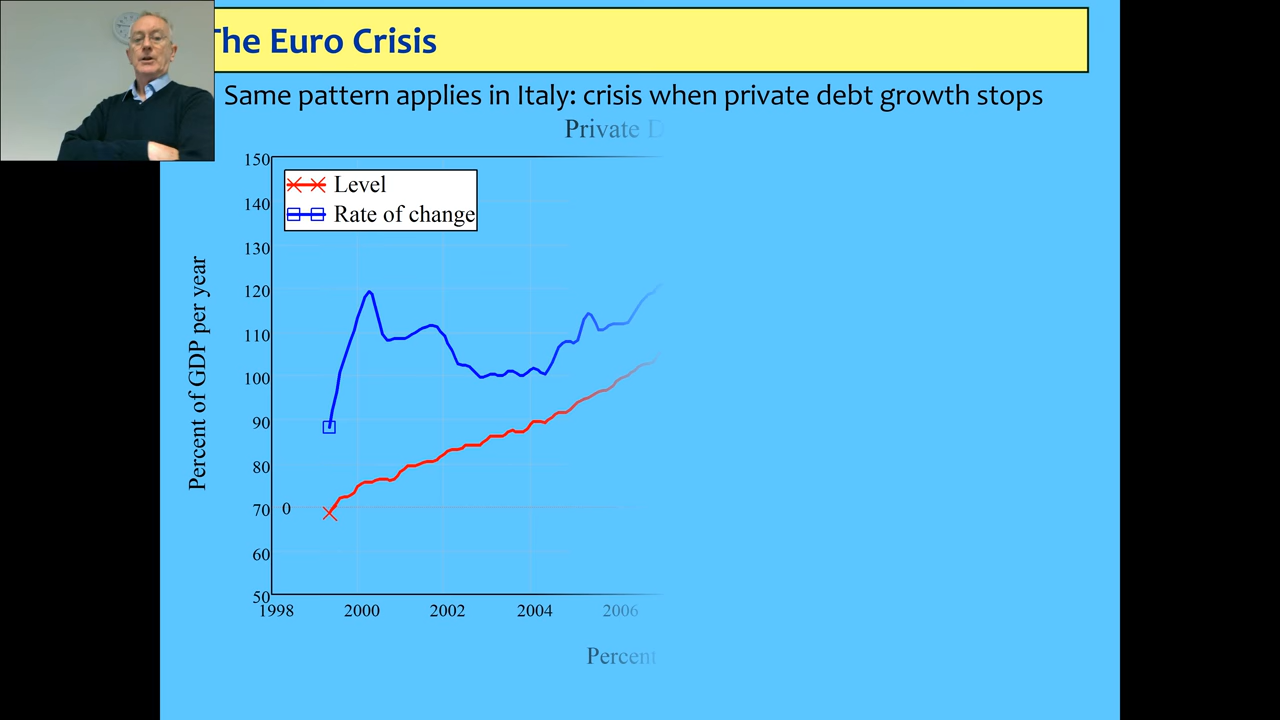 The Euro Crisis
Same pattern applies in Italy: crisis when private debt growth stops
Private D
150
Level
140
Rate of change
130
120
110
100
90
80
70
0
60
50
Percent of GDP per year
1998 2000 2002 2004 2006
Percent